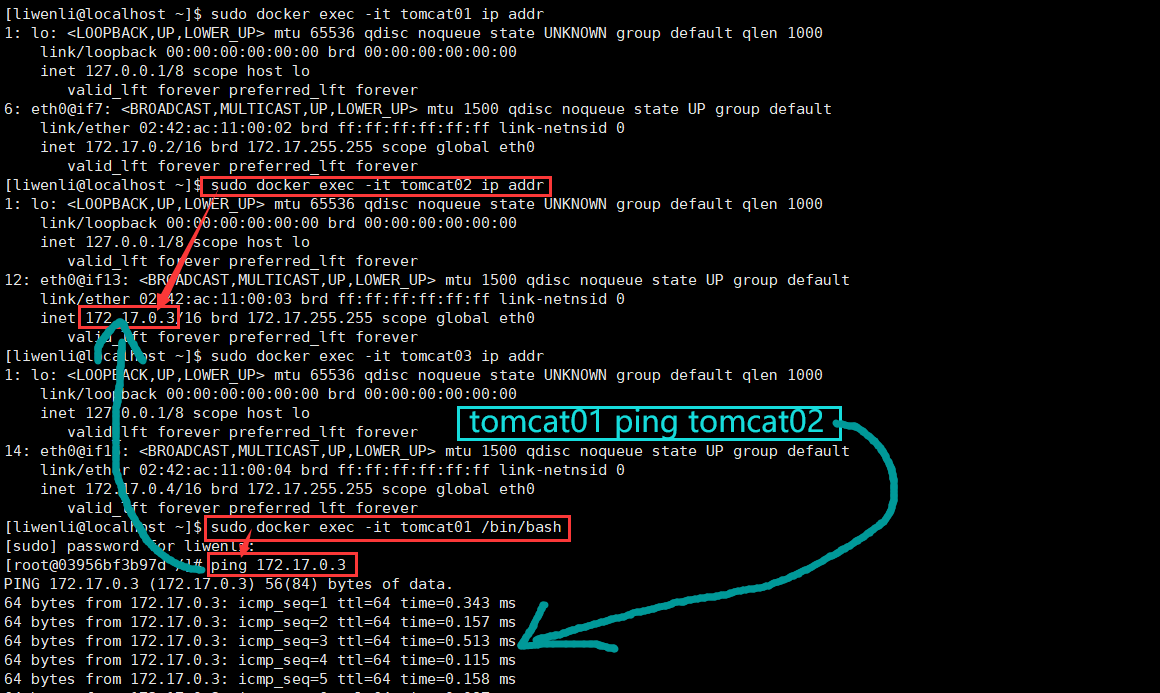 [liwenli@localhost ~]$ sudo docker exec -it tomcat01 ip addr
1: lo: <LOOPBACK,UP,LOWER_UP> mtu 65536 qdisc noqueue state UNKNOWN group default qlen 1000
    link/loopback 00:00:00:00:00:00 brd 00:00:00:00:00:00
    inet 127.0.0.1/8 scope host lo
       valid_lft forever preferred_lft forever
6: eth0@if7: <BROADCAST,MULTICAST,UP,LOWER_UP> mtu 1500 qdisc noqueue state UP group default
    link/ether 02:42:ac:11:00:02 brd ff:ff:ff:ff:ff:ff link-netnsid 0
    inet 172.17.0.2/16 brd 172.17.255.255 scope global eth0
       valid_lft forever preferred_lft forever
[liwenli@localhost ~]$ sudo docker exec -it tomcat02 ip addr
1: lo: <LOOPBACK,UP,LOWER_UP> mtu 65536 qdisc noqueue state UNKNOWN group default qlen 1000
    link/loopback 00:00:00:00:00:00 brd 00:00:00:00:00:00
    inet 127.0.0.1/8 scope host lo
       valid_lft forever preferred_lft forever
12: eth0@if13: <BROADCAST,MULTICAST,UP,LOWER_UP> mtu 1500 qdisc noqueue state UP group default
    link/ether 02:42:ac:11:00:03 brd ff:ff:ff:ff:ff:ff link-netnsid 0
    inet 172.17.0.3/16 brd 172.17.255.255 scope global eth0
       valid_lft forever preferred_lft forever
[liwenli@localhost ~]$ sudo docker exec -it tomcat03 ip addr
1: lo: <LOOPBACK,UP,LOWER_UP> mtu 65536 qdisc noqueue state UNKNOWN group default qlen 1000
    link/loopback 00:00:00:00:00:00 brd 00:00:00:00:00:00
    inet 127.0.0.1/8 scope host lo
tomcat01 ping tomcat02
       valid_lft forever preferred_lft forever
14: <BROADCAST,MULTICAST,UP,LOWER_UP> mtu 1500 qdisc noqueue state UP group default
    link/ether 02:42:ac:11:00:04 brd ff:ff:ff:ff:ff:ff link-netnsid 0
    inet 172.17.0.4/16 brd 172.17.255.255 scope global eth0
       valid_lft forever preferred_lft forever
[liwenli@localhost ~]$ sudo docker exec -it tomcat01 /bin/bash
[sudo] password for liwenli:
[root@03956bf3b97d /]# ping 172.17.0.3
PING 172.17.0.3 (172.17.0.3) 56(84) bytes of data.
64 bytes from 172.17.0.3: icmp_seq=1 ttl=64 time=0.343 ms
64 bytes from 172.17.0.3: icmp_seq=2 ttl=64 time=0.157 ms
64 bytes from 172.17.0.3: icmp_seq=3 ttl=64 time=0.513 ms
64 bytes from 172.17.0.3: icmp_seq=4 ttl=64 time=0.115 ms
64 bytes from 172.17.0.3: icmp_seq=5 ttl=64 time=0.158 ms